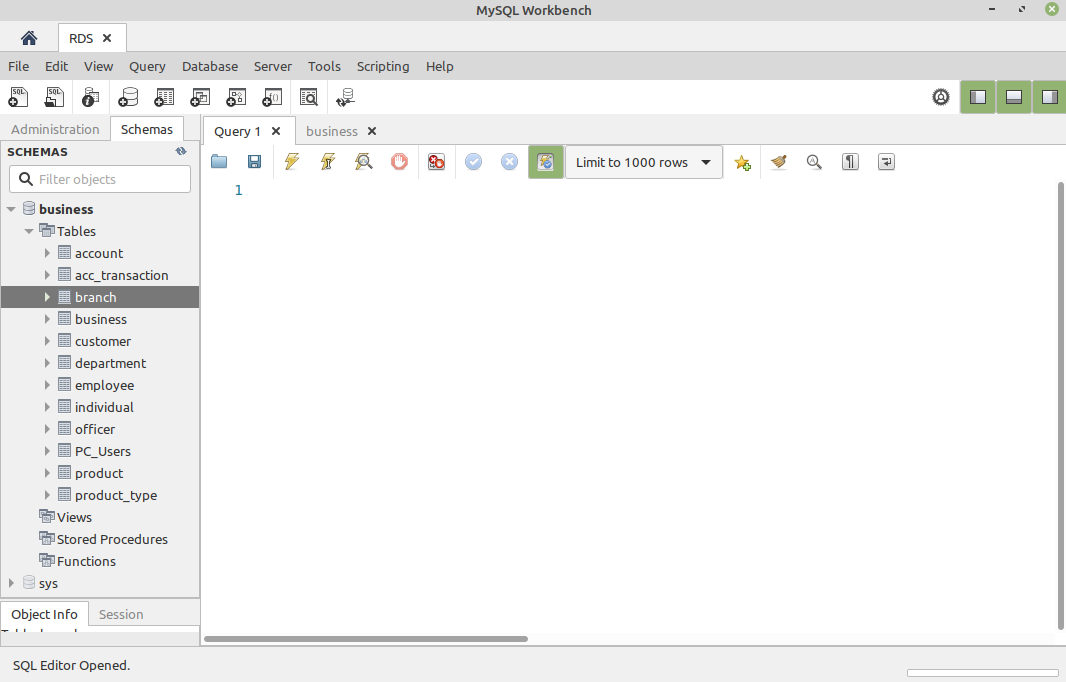 MySQL Workbench
RDS
File Edit View Query Database Server Tools Scripting Help
SQL SQL
Administration Schemas Query 1 business
SCHEMAS
Limit to 1000 rows
Filter objects
1
business
Tables
account
acc_transaction
branch
business
customer
department
employee
individual
officer
PC_Users
product
product_type
Views
Stored Procedures
Functions
sys
Object Info Session
SQL Editor Opened.